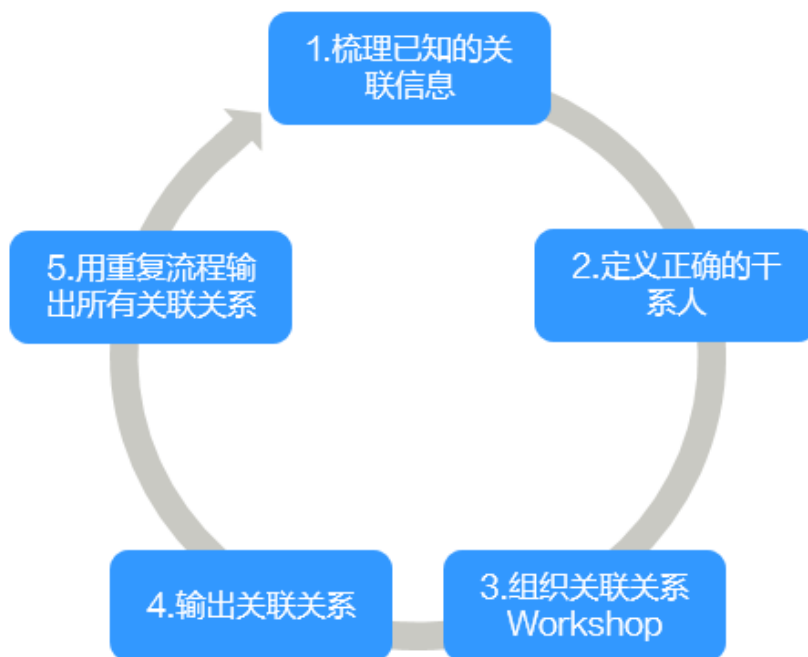 1.梳理已知的关
联信息
2.定义正确的干
系人
3.组织关联关系
Workshop
4.输出关联关系
5.用重复流程输
出所有关联关系